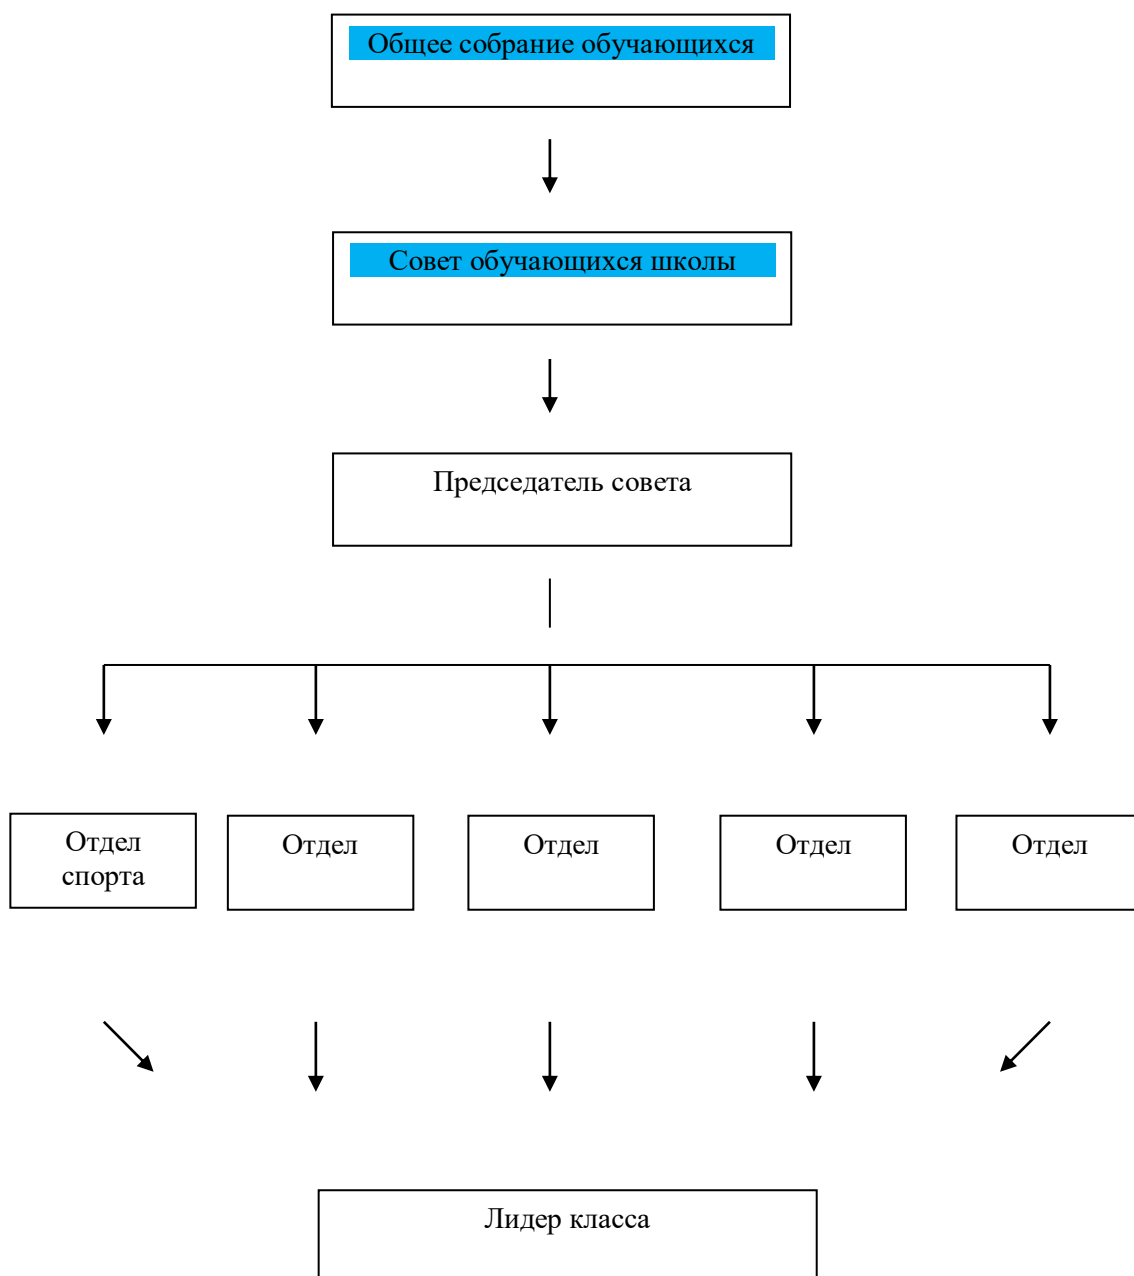 Общее собрание обучающихся
Совет обучающихся школы
Председатель совета
Отдел
спорта
Отдел
Отдел
Отдел
Отдел
Лидер класса